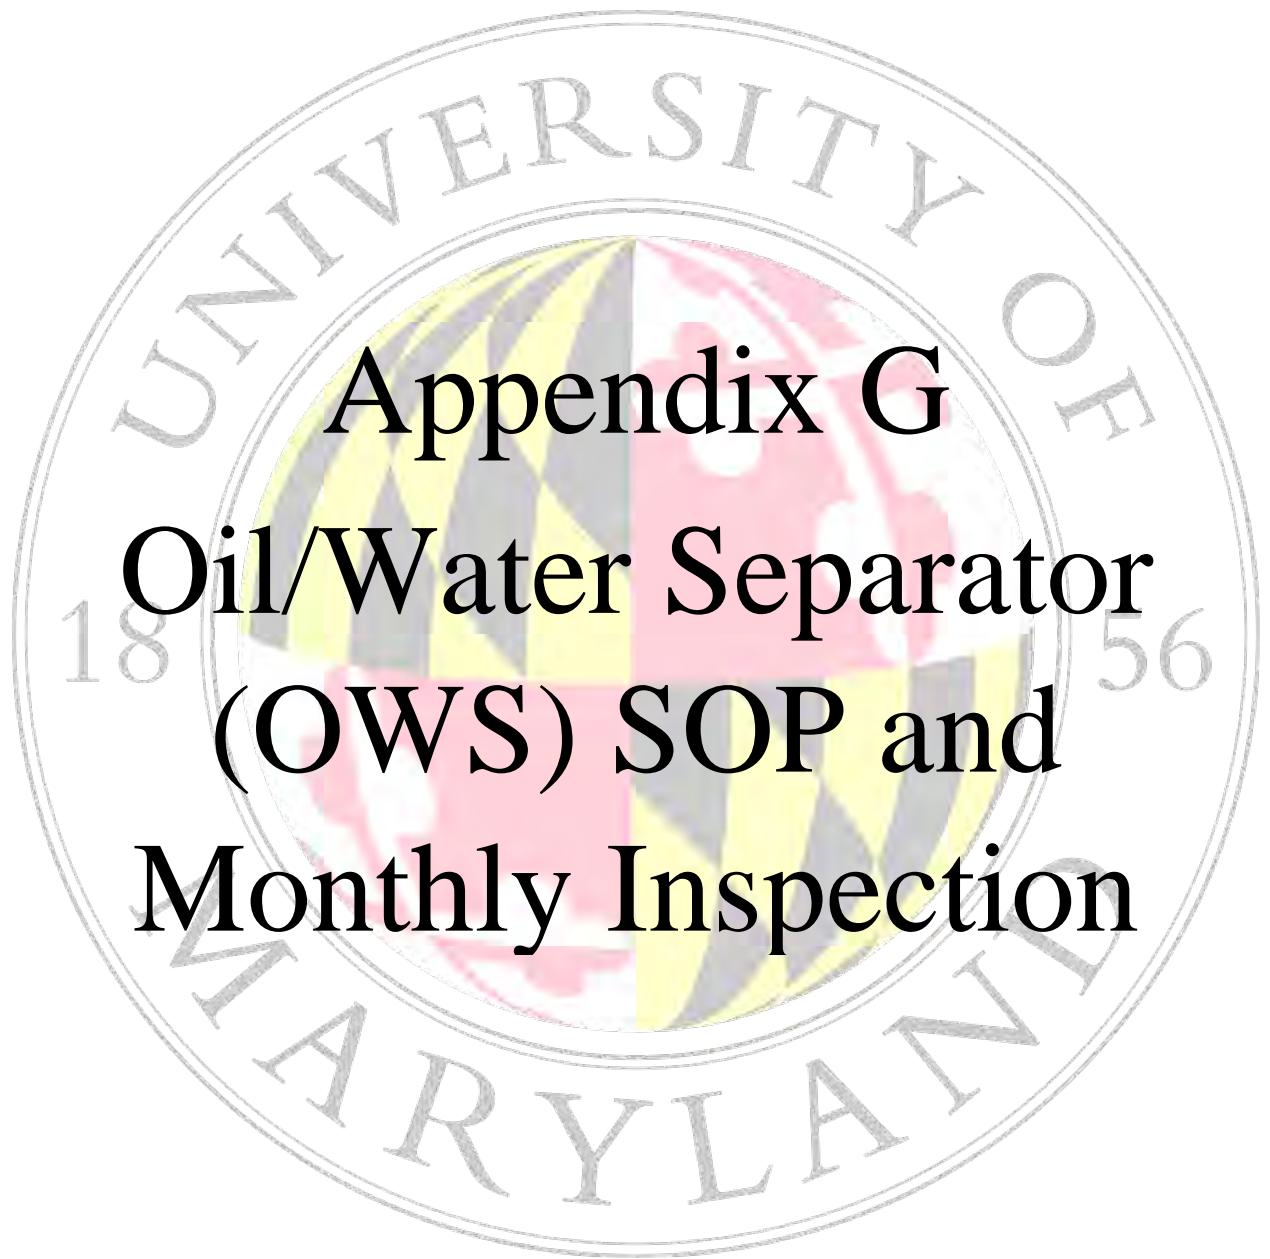 UNIVERSITY OF
Appendix G
Oil/Water Separator
18 56
(OWS) SOP and
Monthly Inspection
MARYLAND